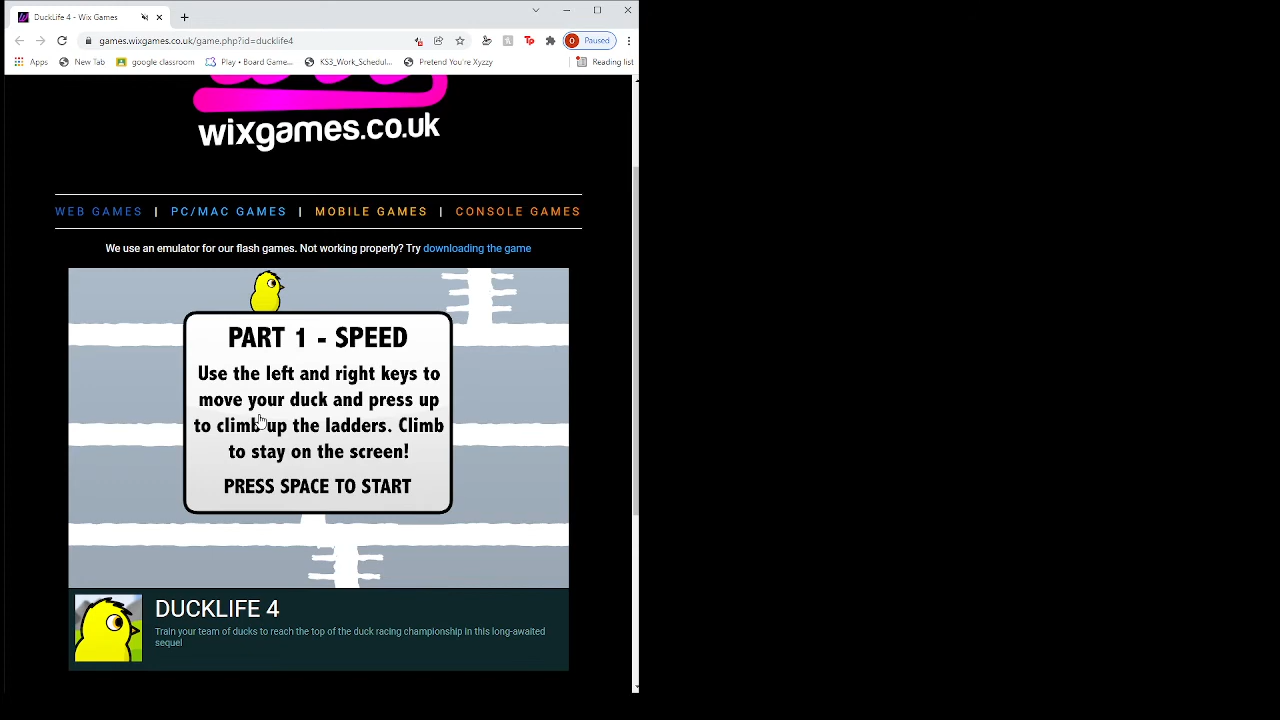 DuckLife 4 - Wix Games
games.wixgames.co.uk/game.php?id=ducklife4
Paused
Apps
New Tab
google classroom
Play • Board Game...
KS3_Work_Schedul...
Pretend You're Xyzzy
Reading list
wixgames.co.uk
WEB GAMES | PC/MAC GAMES | MOBILE GAMES | CONSOLE GAMES
We use an emulator for our flash games. Not working properly? Try downloading the game
PART 1 - SPEED
Use the left and right keys to
move your duck and press up
to climb up the ladders. Climb
to stay on the screen!
PRESS SPACE TO START
DUCKLIFE 4
Train your team of ducks to reach the top of the duck racing championship in this long-awaited
sequel